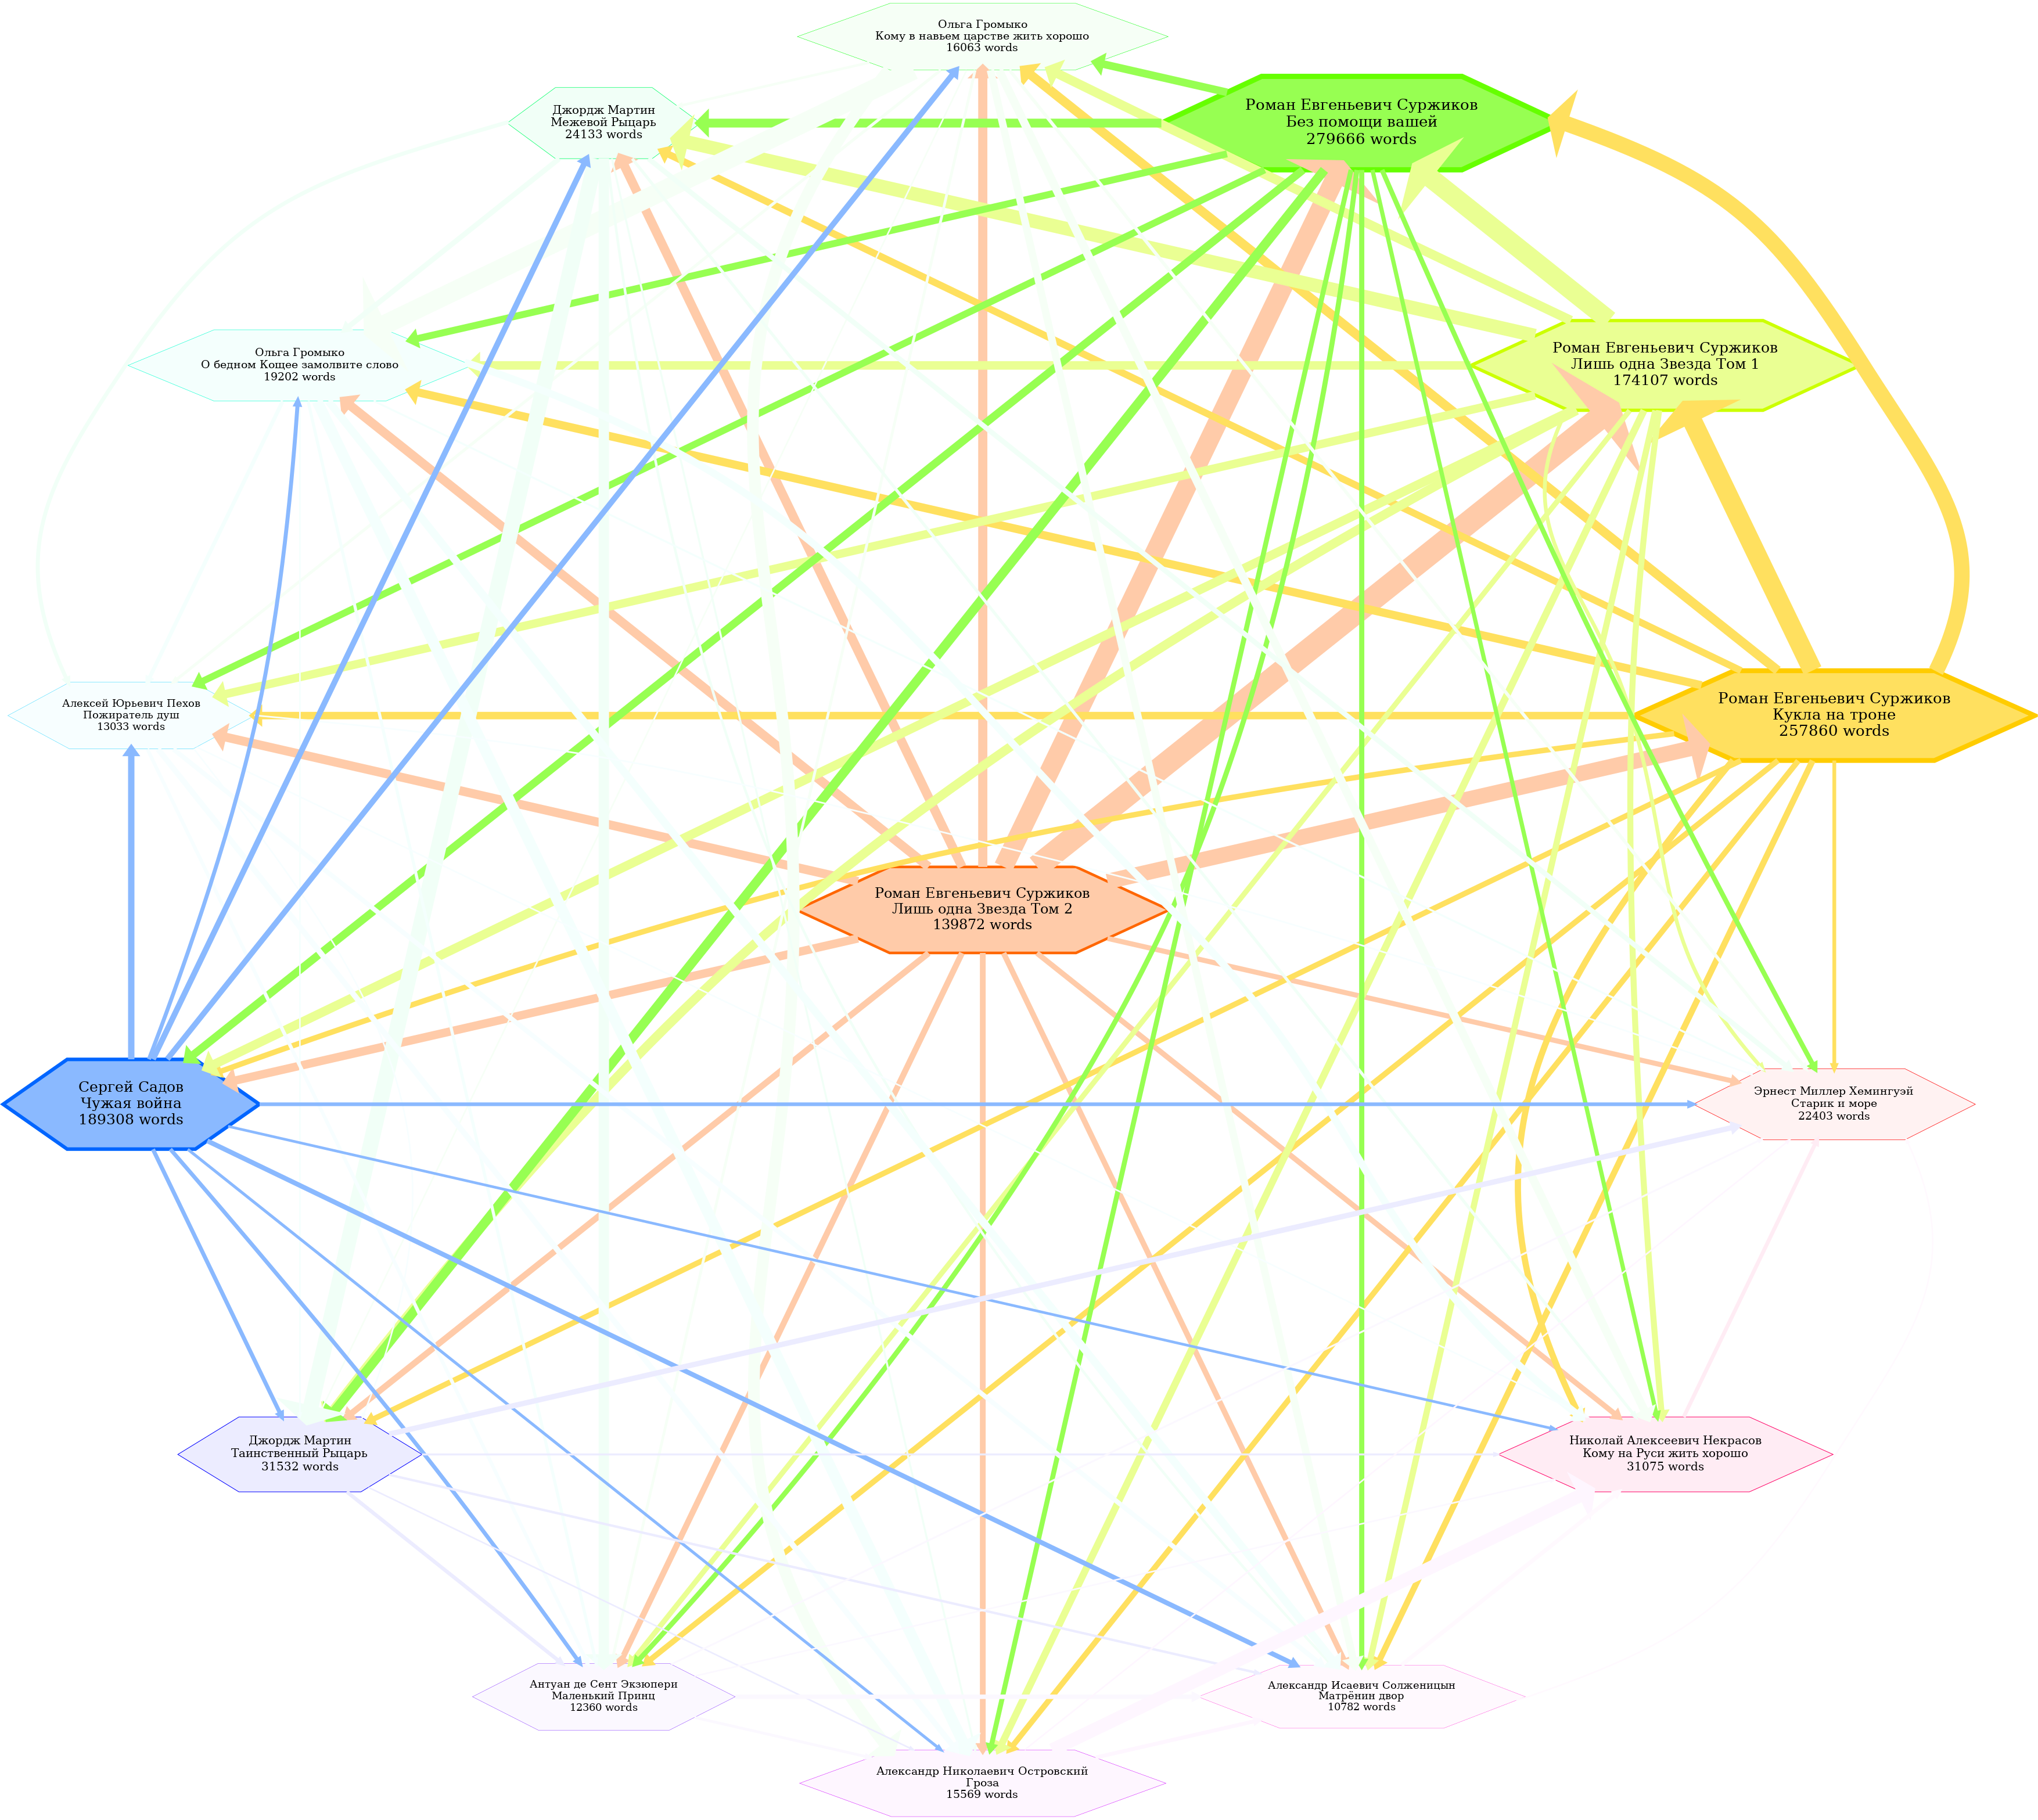 Ольга Громыко
Кому в навьем царстве жить хорошо
16063 words
Роман Евгеньевич Суржиков
Без помощи вашей
279666 words
Джордж Мартин
Межевой Рыцарь
24133 words
Роман Евгеньевич Суржиков
Лишь одна Звезда Том 1
174107 words
Ольга Громыко
О бедном Кощее замолвите слово
19202 words
Алексей Юрьевич Пехов
Пожиратель душ
13033 words
Роман Евгеньевич Суржиков
Кукла на троне
257860 words
Роман Евгеньевич Суржиков
Лишь одна Звезда Том 2
139872 words
Сергей Садов
Чужая война
189308 words
Эрнест Миллер Хемингуэй
Старик и море
22403 words
Джордж Мартин
Таинственный Рыцарь
31532 words
Николай Алексеевич Некрасов
Кому на Руси жить хорошо
31075 words
Антуан де Сент Экзюпери
Маленький Принц
12360 words
Александр Исаевич Солженицын
Матрёнин двор
10782 words
Александр Николаевич Островский
Гроза
15569 words